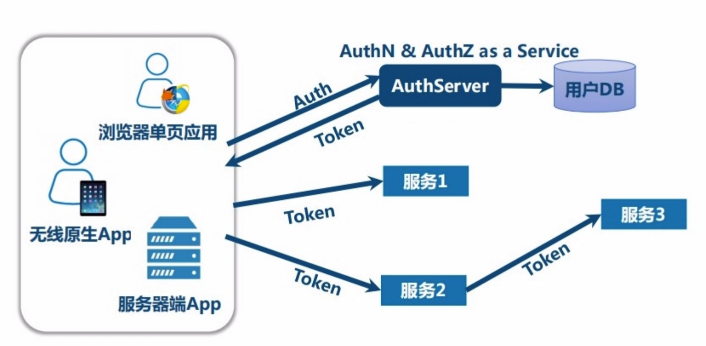 AuthN & AuthZ as a Service
AuthServer
用户DB
Auth
Token
浏览器单页应用
无线原生App
服务器端App
Token
服务1
Token
服务2
Token
服务3